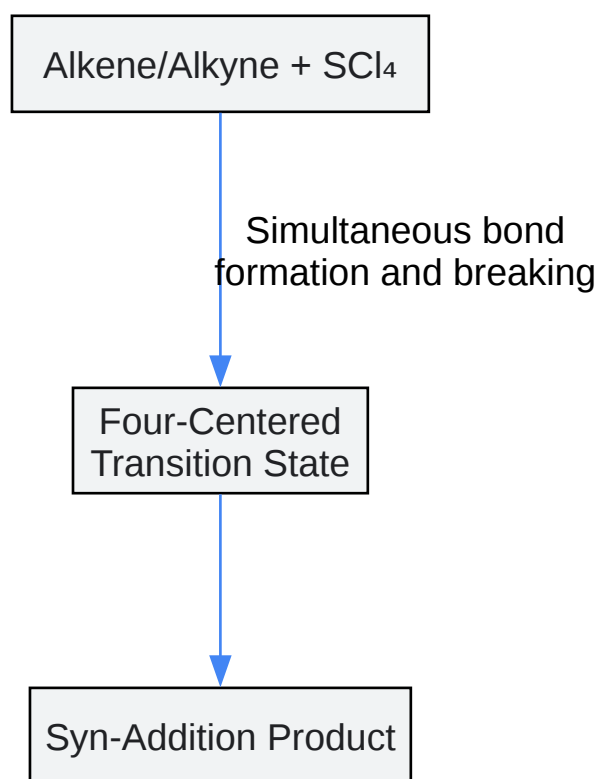 Alkene/Alkyne + SCl₄
Simultaneous bond
formation and breaking
Four-Centered
Transition State
Syn-Addition Product